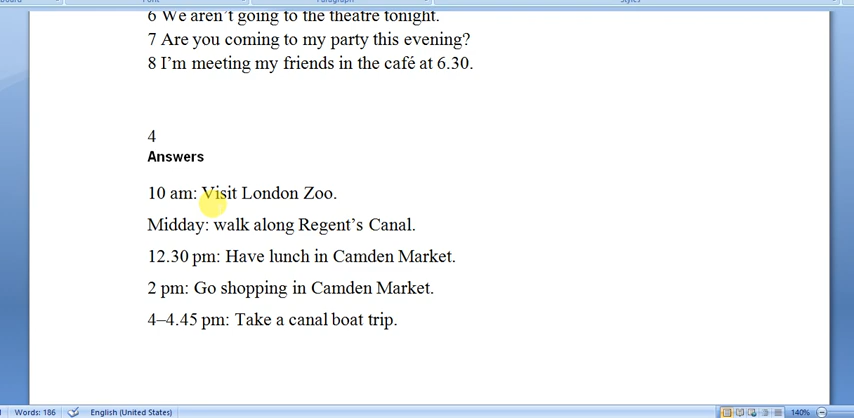 6 We aren't going to the theatre tonight.
7 Are you coming to my party this evening?
8 I'm meeting my friends in the café at 6.30.
4
Answers
10 am: Visit London Zoo.
Midday: walk along Regent's Canal.
12.30 pm: Have lunch in Camden Market.
2 pm: Go shopping in Camden Market.
4–4.45 pm: Take a canal boat trip.
Words: 186 English (United States) 140%